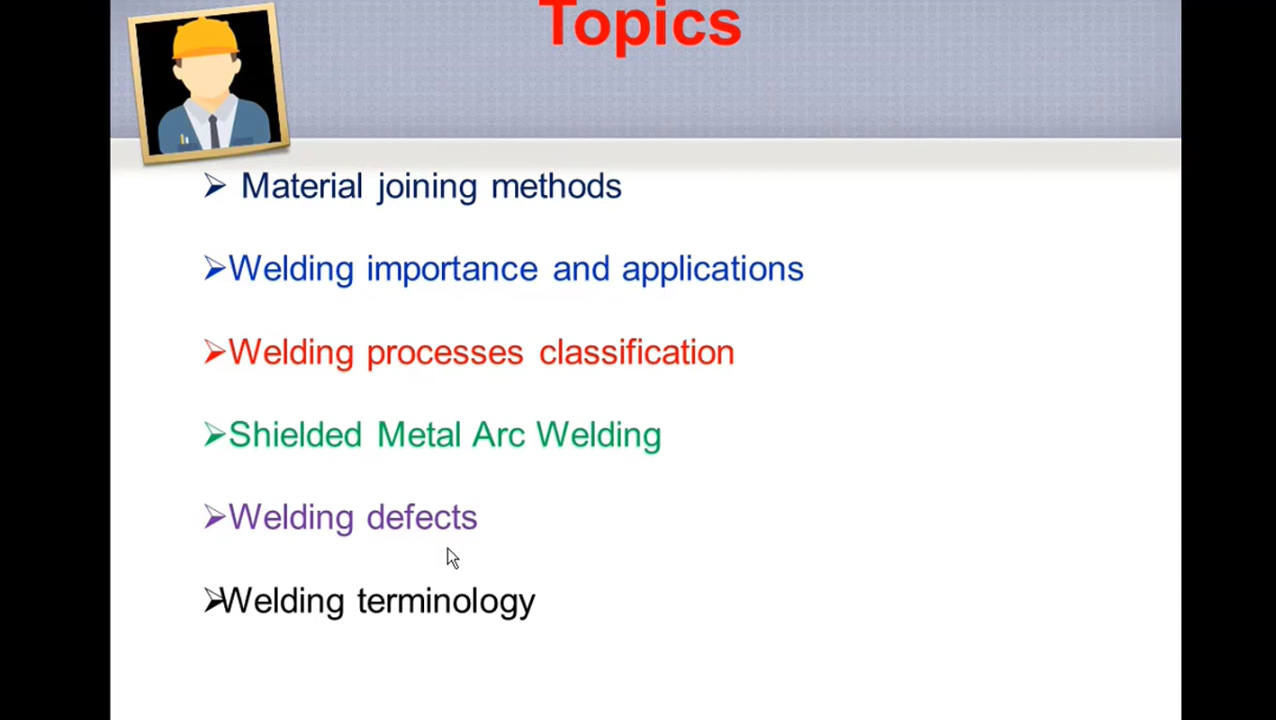 Topics
Material joining methods
Welding importance and applications
Welding processes classification
Shielded Metal Arc Welding
Welding defects
Welding terminology